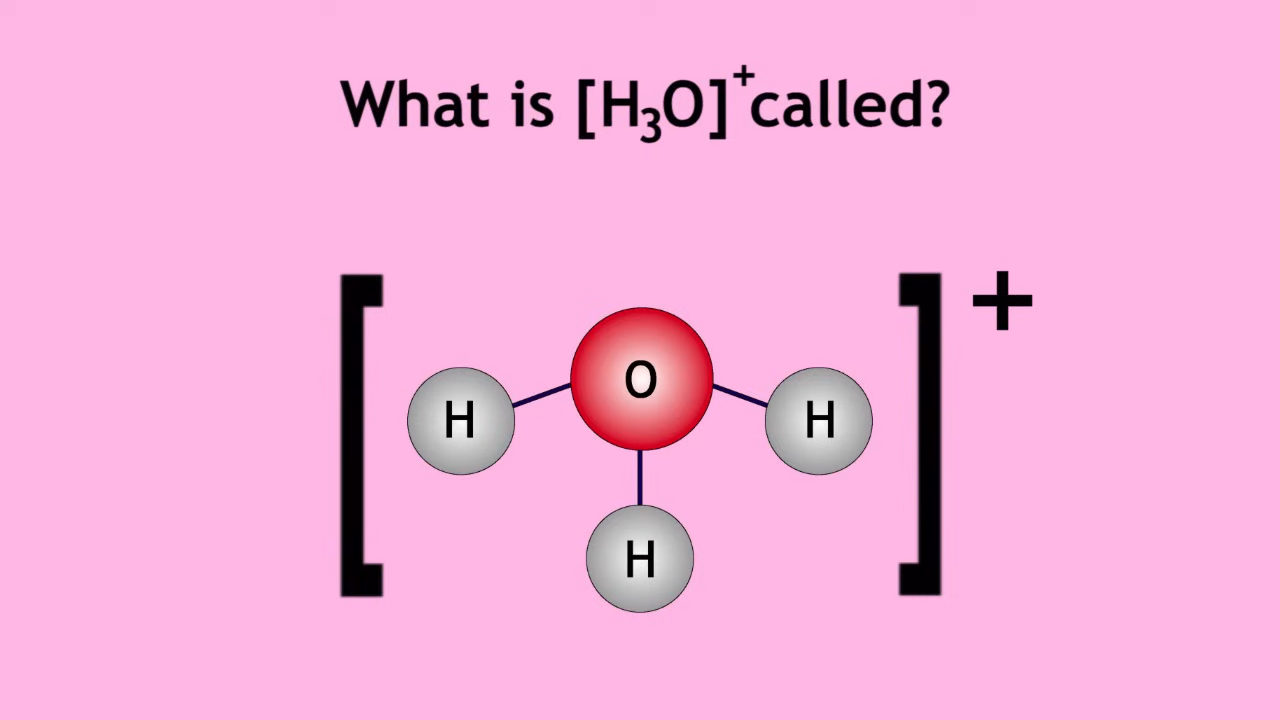 What is [H₃O]⁺called?
[ ]⁺
O
H H
H